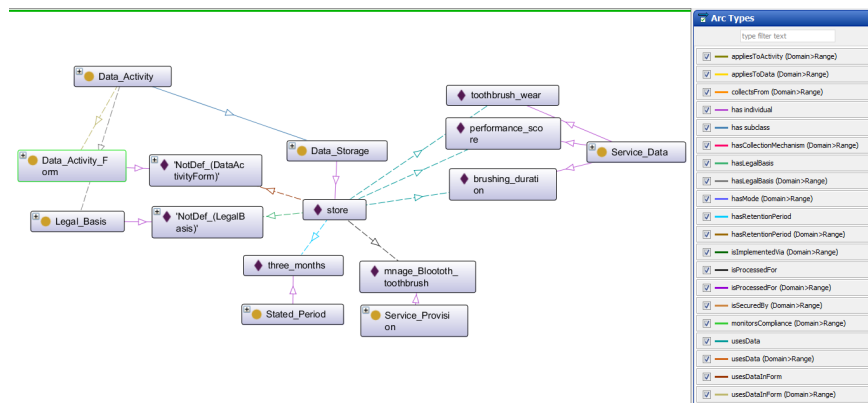 Data_Activity
toothbrush_wear
performance_sco
re
Service_Data
Data_Storage
Data_Activity_F
orm
'NotDef_(DataAc
tivityForm)'
brushing_durati
on
Legal_Basis
'NotDef_(LegalB
asis)'
store
three_months
mnage_Bloototh_
toothbrush
Stated_Period
Service_Provisi
on
Arc Types
type filter text
appliesToActivity (Domain>Range)
appliesToData (Domain>Range)
collectsFrom (Domain>Range)
has individual
has subclass
hasCollectionMechanism (Domain>Range)
hasLegalBasis
hasLegalBasis (Domain>Range)
hasMode (Domain>Range)
hasRetentionPeriod
hasRetentionPeriod (Domain>Range)
isImplementedVia (Domain>Range)
isProcessedFor
isProcessedFor (Domain>Range)
isSecuredBy (Domain>Range)
monitorsCompliance (Domain>Range)
usesData
usesData (Domain>Range)
usesDataInForm
usesDataInForm (Domain>Range)